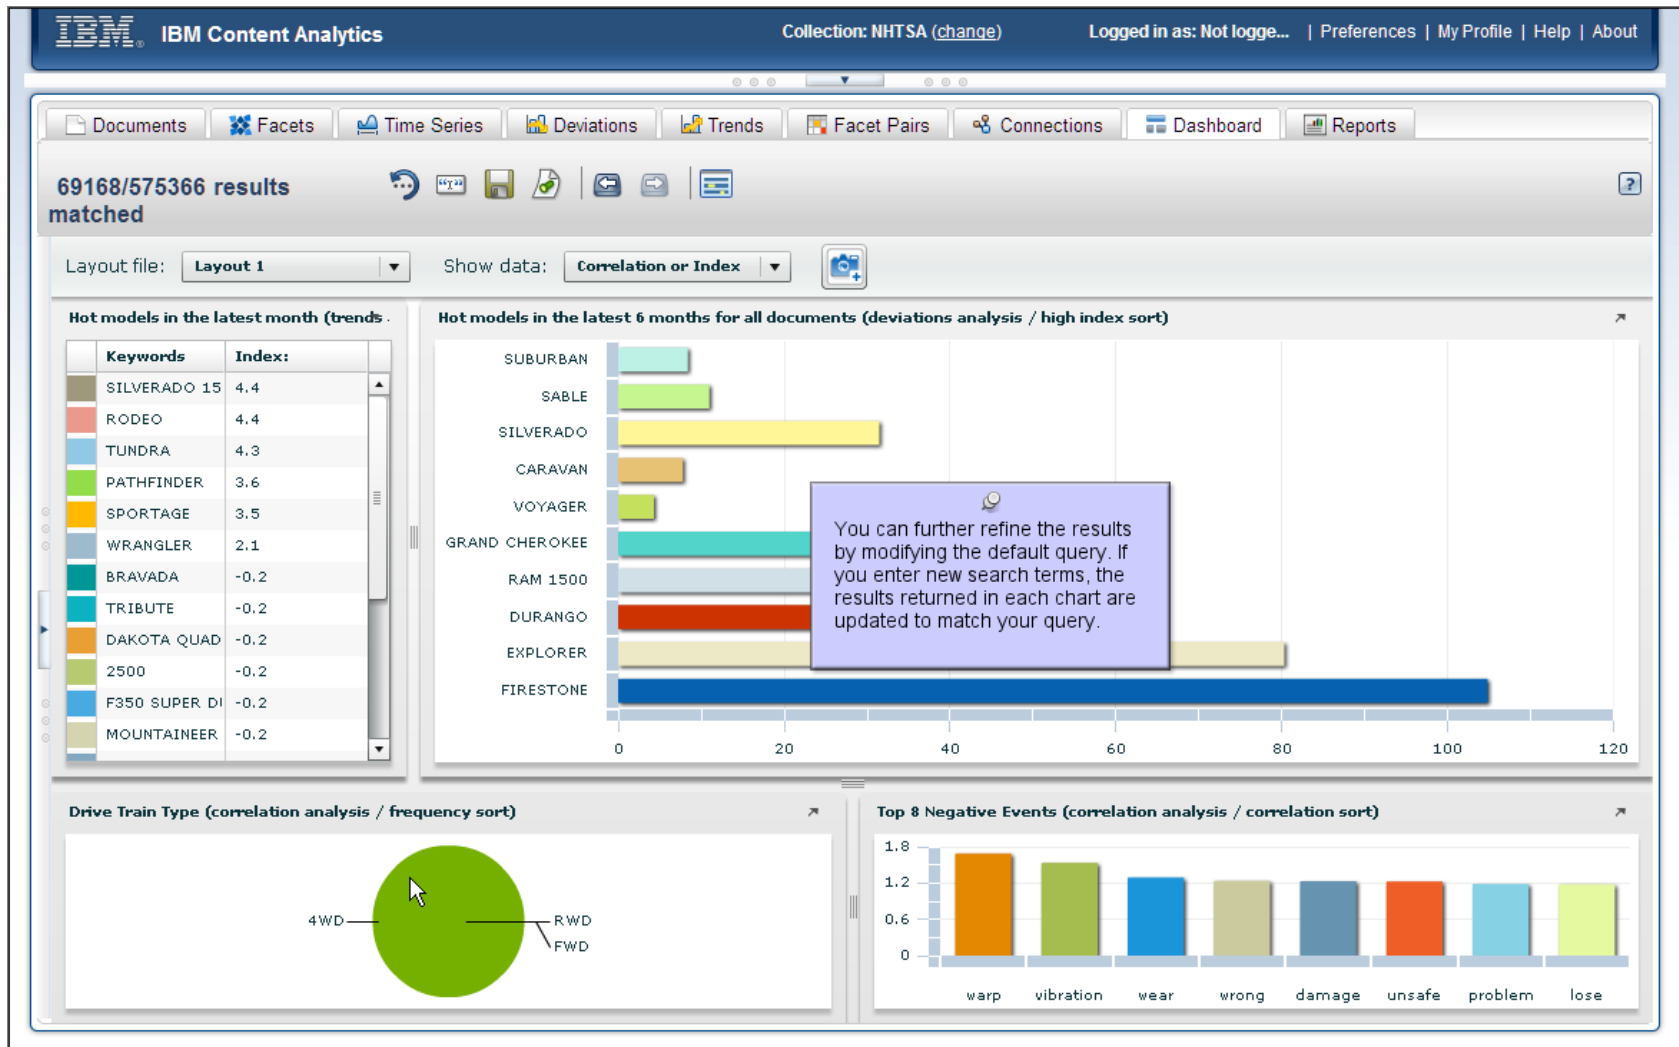 IBM IBM Content Analytics
Collection: NHTSA (change)
Logged in as: Not logge... | Preferences | My Profile | Help | About
Documents
Facets
Time Series
Deviations
Trends
Facet Pairs
Connections
Dashboard
Reports
69168/575366 results
matched
?
Layout file: Layout 1
Show data: Correlation or Index
Hot models in the latest month (trends .
Keywords Index:
SILVERADO 15 4.4
RODEO 4.4
TUNDRA 4.3
PATHFINDER 3.6
SPORTAGE 3.5
WRANGLER 2.1
BRAVADA -0.2
TRIBUTE -0.2
DAKOTA QUAD -0.2
2500 -0.2
F350 SUPER DU -0.2
MOUNTAINEER -0.2
Hot models in the latest 6 months for all documents (deviations analysis / high index sort)
SUBURBAN
SABLE
SILVERADO
CARAVAN
VOYAGER
GRAND CHEROKEE
RAM 1500
DURANGO
EXPLORER
FIRESTONE
0 20 40 60 80 100 120
You can further refine the results
by modifying the default query. If
you enter new search terms, the
results returned in each chart are
updated to match your query.
Drive Train Type (correlation analysis / frequency sort)
4WD
RWD
FWD
Top 8 Negative Events (correlation analysis / correlation sort)
1.8
1.2
0.6
0
warp vibration wear wrong damage unsafe problem lose